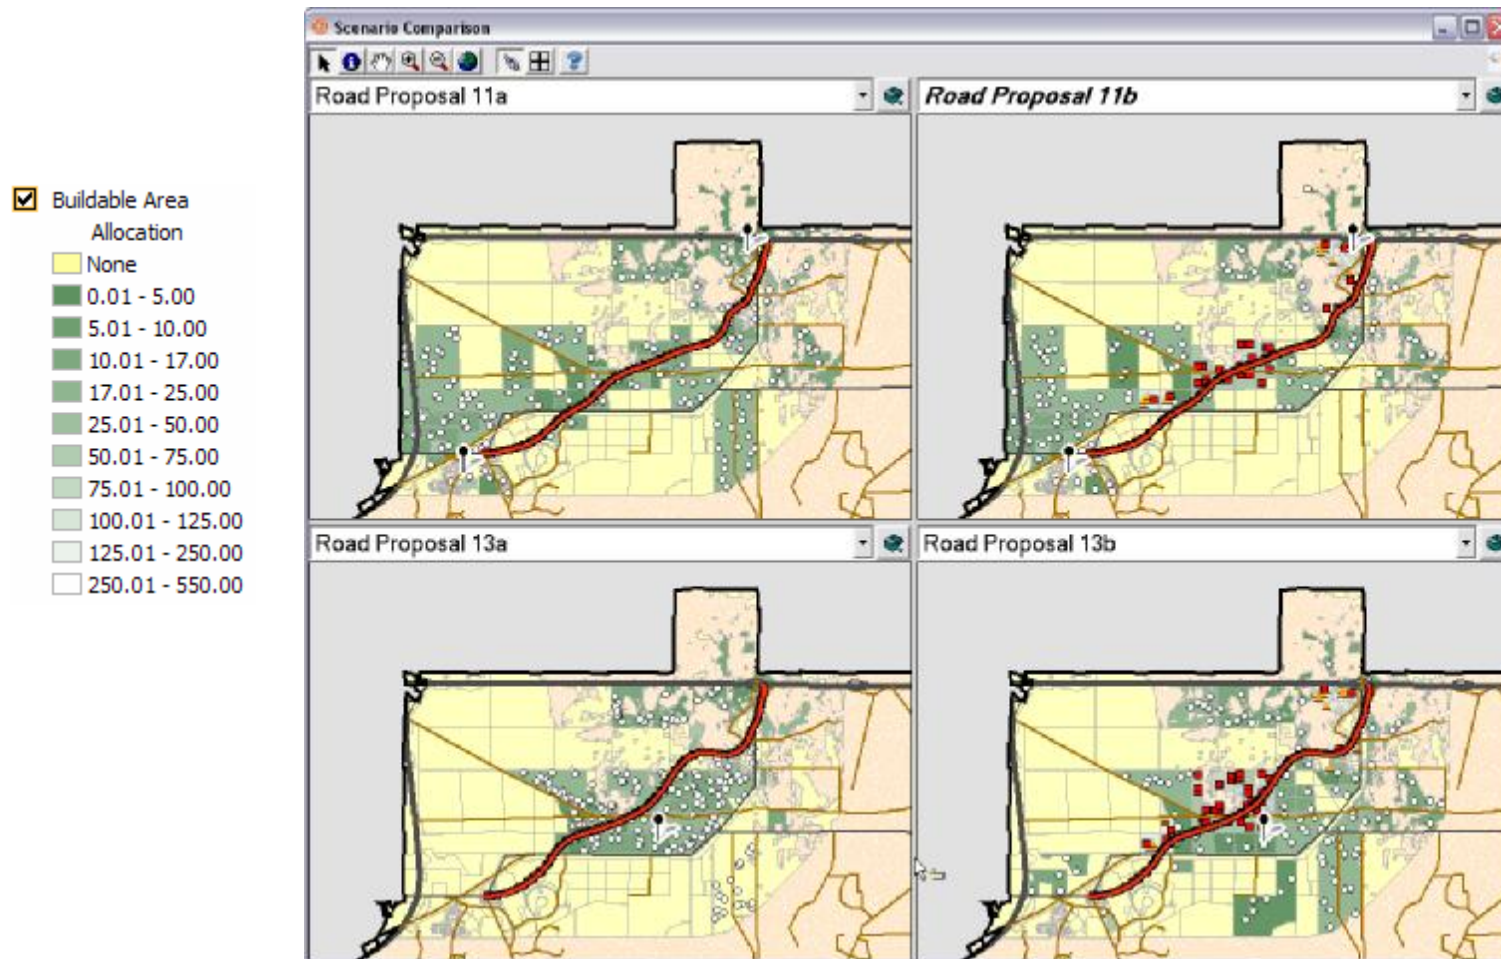 Scenario Comparison
Road Proposal 11a
Road Proposal 11b
Buildable Area
Allocation
None
0.01 - 5.00
5.01 - 10.00
10.01 - 17.00
17.01 - 25.00
25.01 - 50.00
50.01 - 75.00
75.01 - 100.00
100.01 - 125.00
125.01 - 250.00
250.01 - 550.00
Road Proposal 13a
Road Proposal 13b